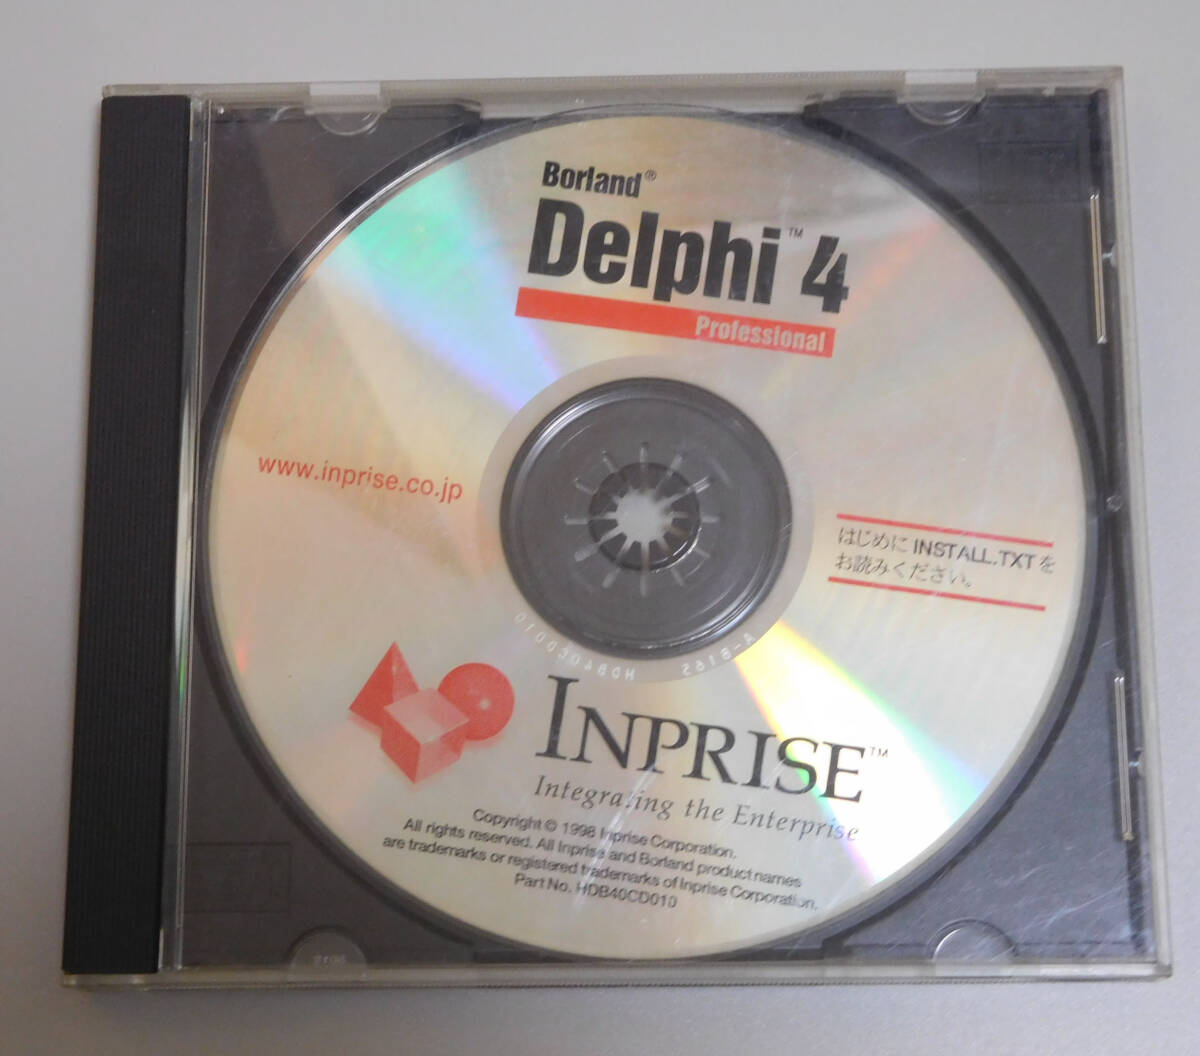 Borland®
Delphi™ 4
Professional
www.inprise.co.jp
はじめに INSTALL.TXT を
お読みください。
HDB40CD010 A-8165
INPRISE™
Integrating the Enterprise
Copyright © 1998 Inprise Corporation.
All rights reserved. All Inprise and Borland product names
are trademarks or registered trademarks of Inprise Corporation.
Part No. HDB40CD010